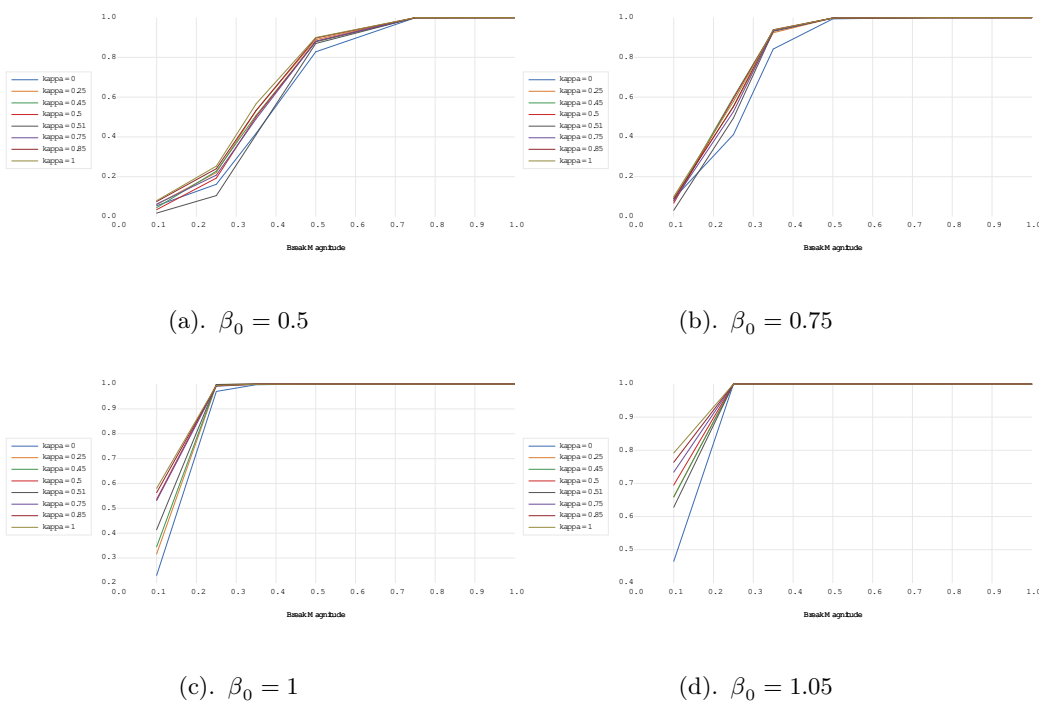 1.0
0.8
0.6
0.4
0.2
0.0
kappa = 0
kappa = 0.25
kappa = 0.45
kappa = 0.5
kappa = 0.51
kappa = 0.75
kappa = 0.85
kappa = 1
0.0 0.1 0.2 0.3 0.4 0.5 0.6 0.7 0.8 0.9 1.0
Break Magnitude
(a). β₀ = 0.5
1.0
0.8
0.6
0.4
0.2
0.0
kappa = 0
kappa = 0.25
kappa = 0.45
kappa = 0.5
kappa = 0.51
kappa = 0.75
kappa = 0.85
kappa = 1
0.0 0.1 0.2 0.3 0.4 0.5 0.6 0.7 0.8 0.9 1.0
Break Magnitude
(b). β₀ = 0.75
1.0
0.9
0.8
0.7
0.6
0.5
0.4
0.3
0.2
kappa = 0
kappa = 0.25
kappa = 0.45
kappa = 0.5
kappa = 0.51
kappa = 0.75
kappa = 0.85
kappa = 1
0.0 0.1 0.2 0.3 0.4 0.5 0.6 0.7 0.8 0.9 1.0
Break Magnitude
(c). β₀ = 1
1.0
0.9
0.8
0.7
0.6
0.5
0.4
kappa = 0
kappa = 0.25
kappa = 0.45
kappa = 0.5
kappa = 0.51
kappa = 0.75
kappa = 0.85
kappa = 1
0.0 0.1 0.2 0.3 0.4 0.5 0.6 0.7 0.8 0.9 1.0
Break Magnitude
(d). β₀ = 1.05